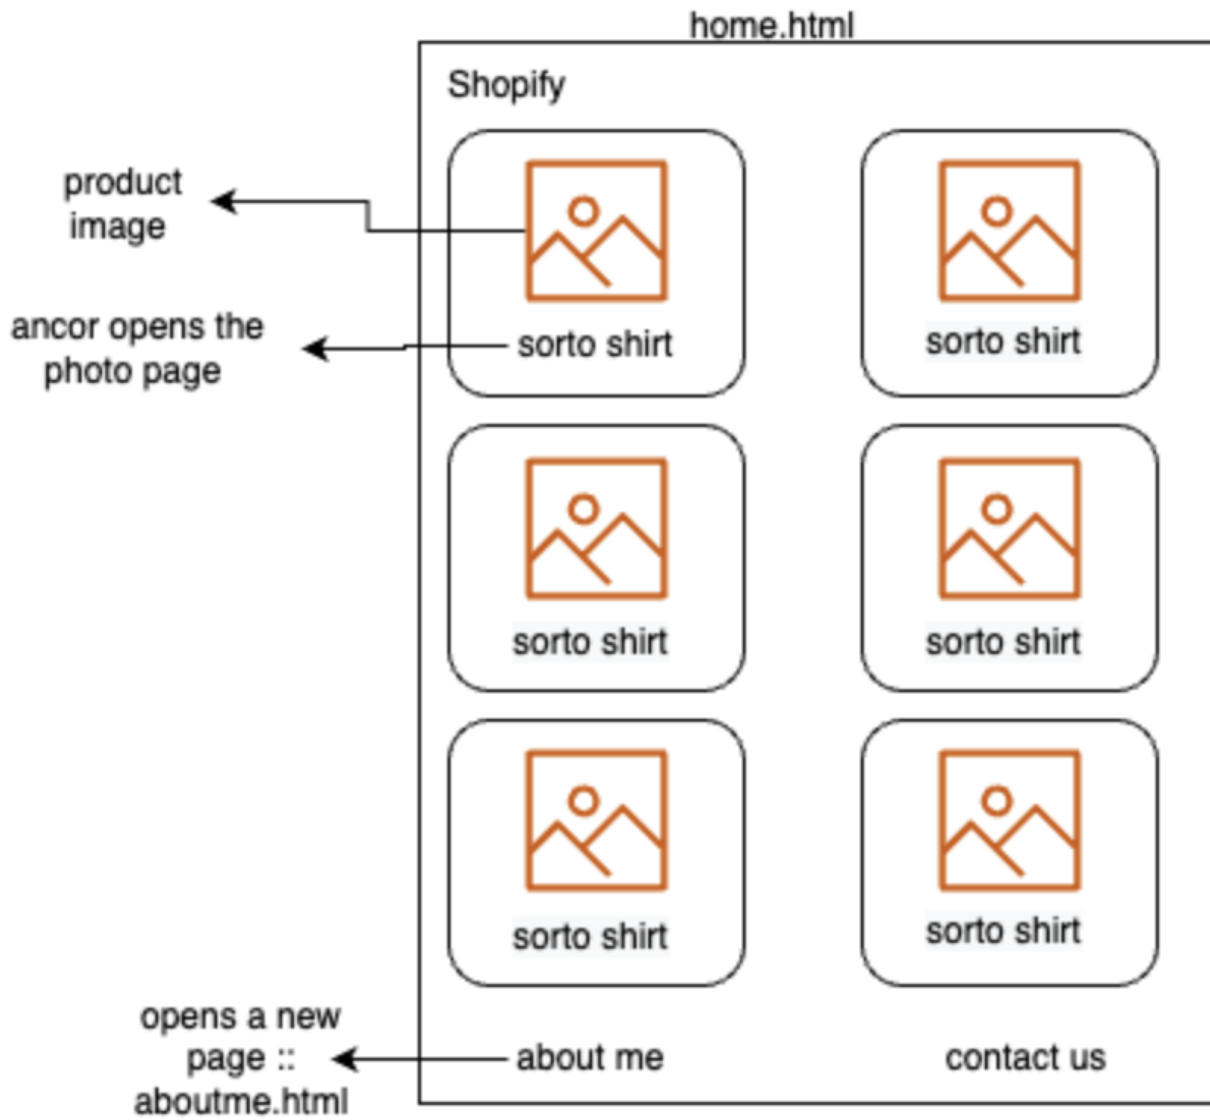 home.html
Shopify
product
image
ancor opens the
photo page
sorto shirt
sorto shirt
sorto shirt
sorto shirt
sorto shirt
sorto shirt
opens a new
page ::
aboutme.html
about me
contact us